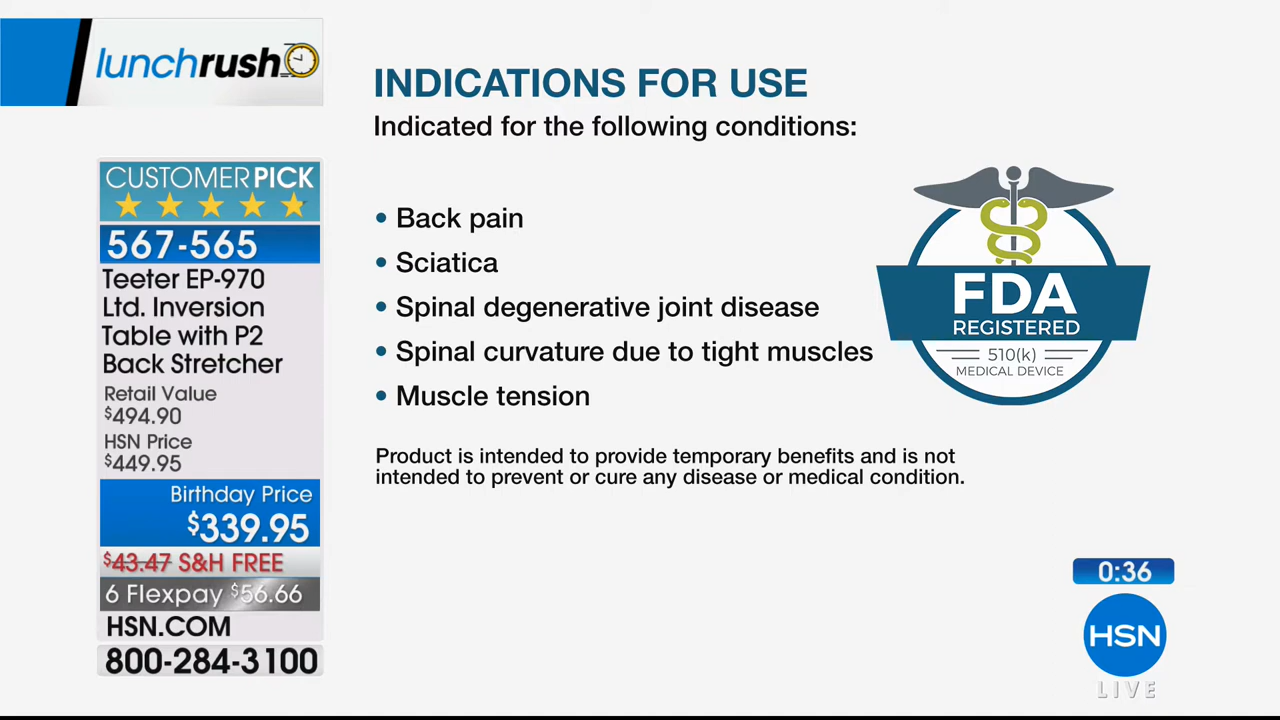 lunchrush
INDICATIONS FOR USE
Indicated for the following conditions:
• Back pain
• Sciatica
• Spinal degenerative joint disease
• Spinal curvature due to tight muscles
• Muscle tension
Product is intended to provide temporary benefits and is not
intended to prevent or cure any disease or medical condition.
FDA
REGISTERED
510(k)
MEDICAL DEVICE
CUSTOMERPICK
567-565
Teeter EP-970
Ltd. Inversion
Table with P2
Back Stretcher
Retail Value
$494.90
HSN Price
$449.95
Birthday Price
$339.95
$43.47 S&H FREE
6 Flexpay $56.66
HSN.COM
800-284-3100
0:36
HSN
LIVE